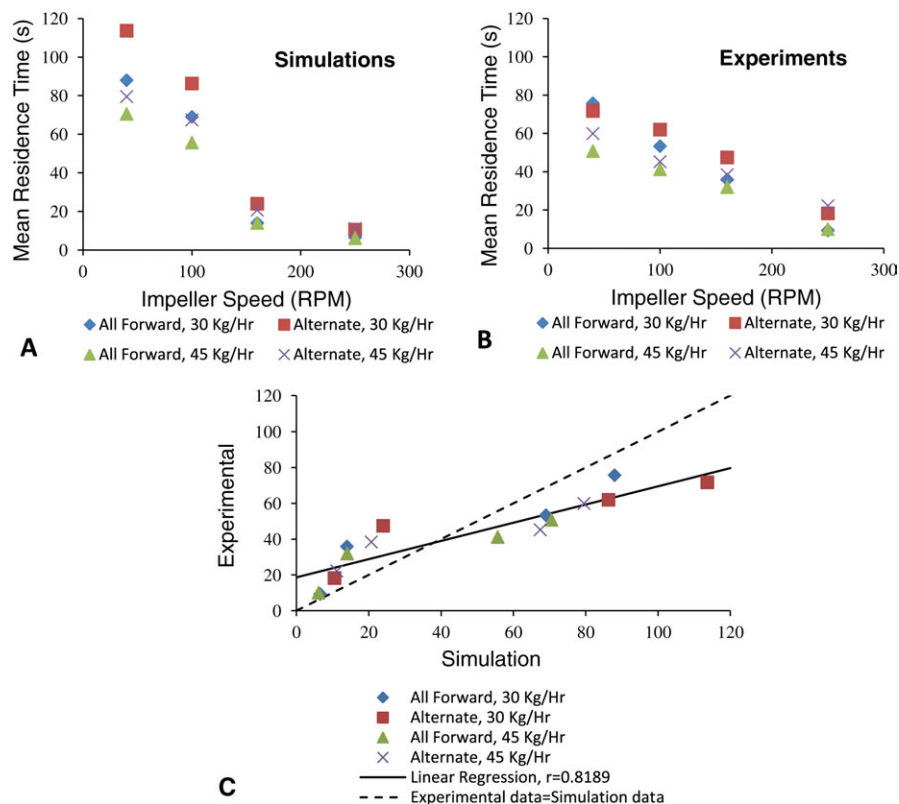 120
100
80
60
40
20
0
Mean Residence Time (s)
Simulations
0 100 200 300
Impeller Speed (RPM)
All Forward, 30 Kg/Hr Alternate, 30 Kg/Hr
All Forward, 45 Kg/Hr Alternate, 45 Kg/Hr
A
120
100
80
60
40
20
0
Mean Residence Time (s)
Experiments
0 100 200 300
Impeller Speed (RPM)
All Forward, 30 Kg/Hr Alternate, 30 Kg/Hr
All Forward, 45 Kg/Hr Alternate, 45 Kg/Hr
B
120
100
80
60
40
20
0
Experimental
0 20 40 60 80 100 120
Simulation
All Forward, 30 Kg/Hr
Alternate, 30 Kg/Hr
All Forward, 45 Kg/Hr
Alternate, 45 Kg/Hr
Linear Regression, r=0.8189
Experimental data=Simulation data
C